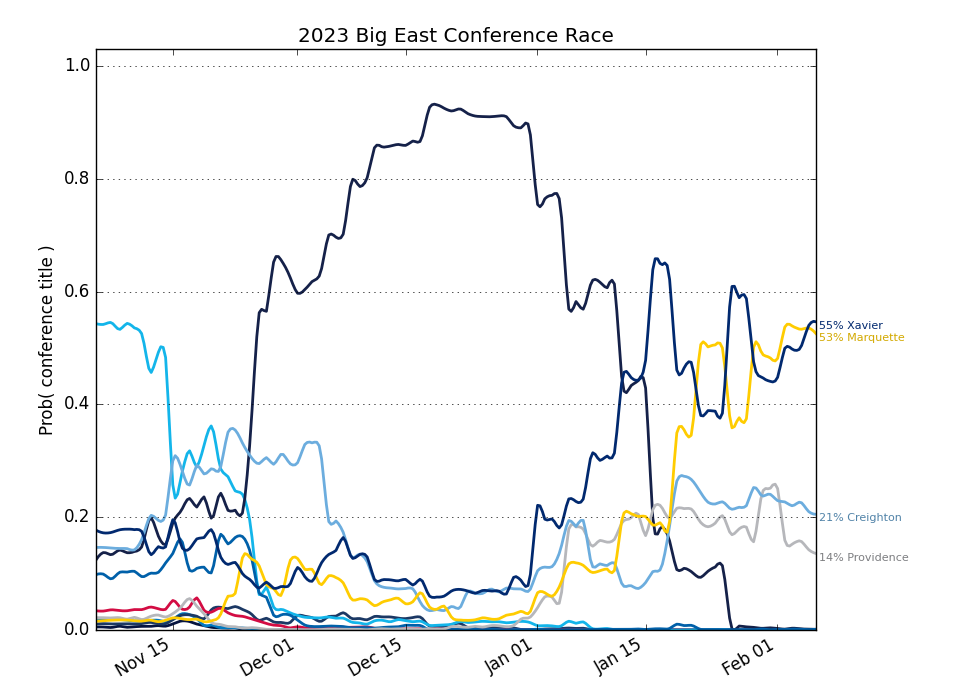 2023 Big East Conference Race
Prob( conference title )
1.0
0.8
0.6
0.4
0.2
0.0
55% Xavier
53% Marquette
21% Creighton
14% Providence
Nov 15
Dec 01
Dec 15
Jan 01
Jan 15
Feb 01